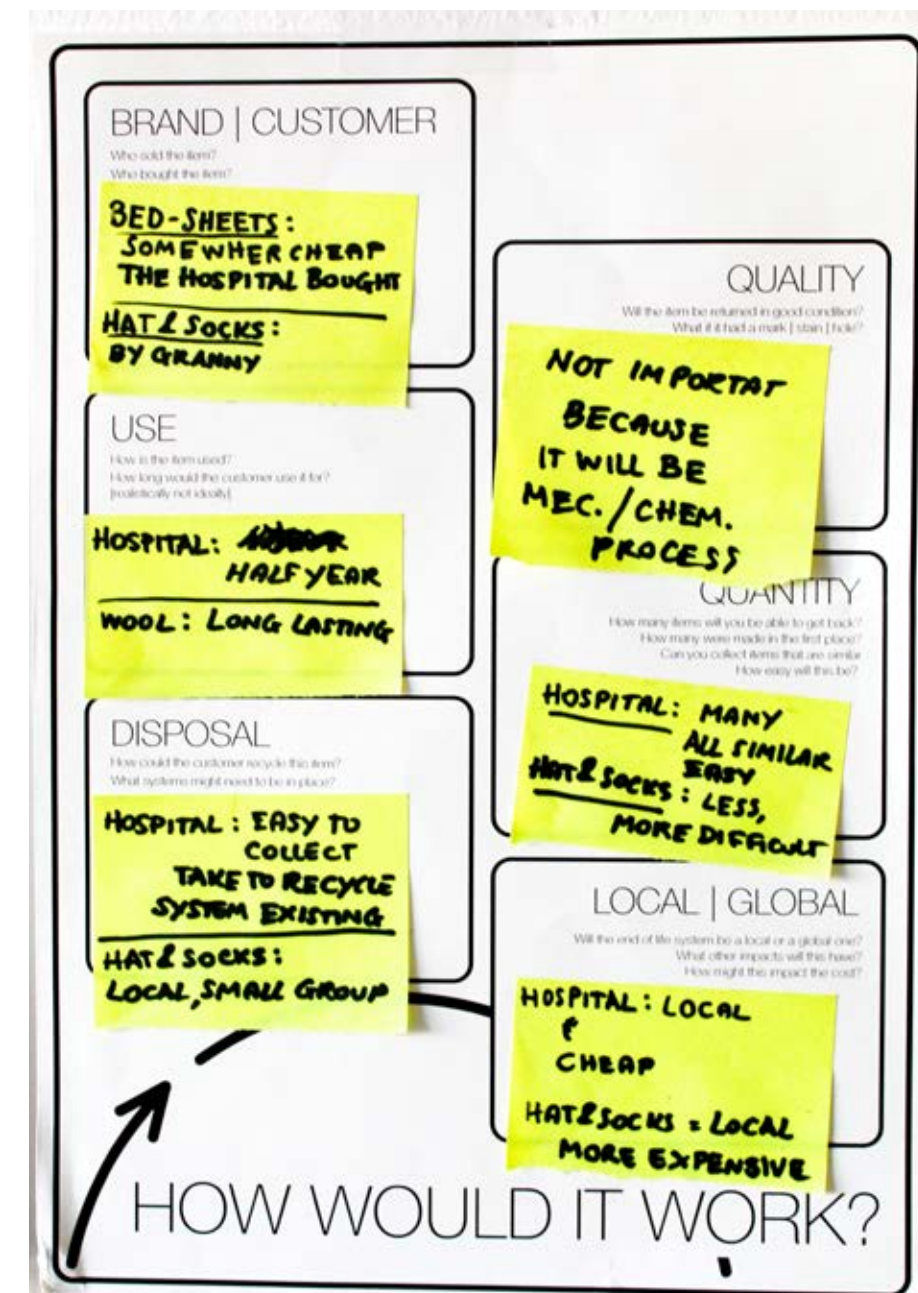 BRAND | CUSTOMER
Who sold the item?
Who bought the item?
BED-SHEETS:
SOMEWHER CHEAP
THE HOSPITAL BOUGHT
HAT & SOCKS:
BY GRANNY
USE
How is the item used?
How long would the customer use it for?
[realistically not ideally]
HOSPITAL:
HALF YEAR
WOOL: LONG LASTING
DISPOSAL
How could the customer recycle this item?
What systems might need to be in place?
HOSPITAL: EASY TO
COLLECT
TAKE TO RECYCLE
SYSTEM EXISTING
HAT & SOCKS:
LOCAL, SMALL GROUP
QUALITY
Will the item be returned in good condition?
What if it had a mark | stain | hole?
NOT IMPORTAT
BECAUSE
IT WILL BE
MEC./CHEM.
PROCESS
QUANTITY
How many items will you be able to get back?
How many were made in the first place?
Can you collect items that are similar
How easy will this be?
HOSPITAL: MANY
ALL SIMILAR
EASY
HAT & SOCKS: LESS,
MORE DIFFICULT
LOCAL | GLOBAL
Will the end of life system be a local or a global one?
What other impacts will this have?
How might this impact the cost?
HOSPITAL: LOCAL
&
CHEAP
HAT & SOCKS = LOCAL
MORE EXPENSIVE
HOW WOULD IT WORK?